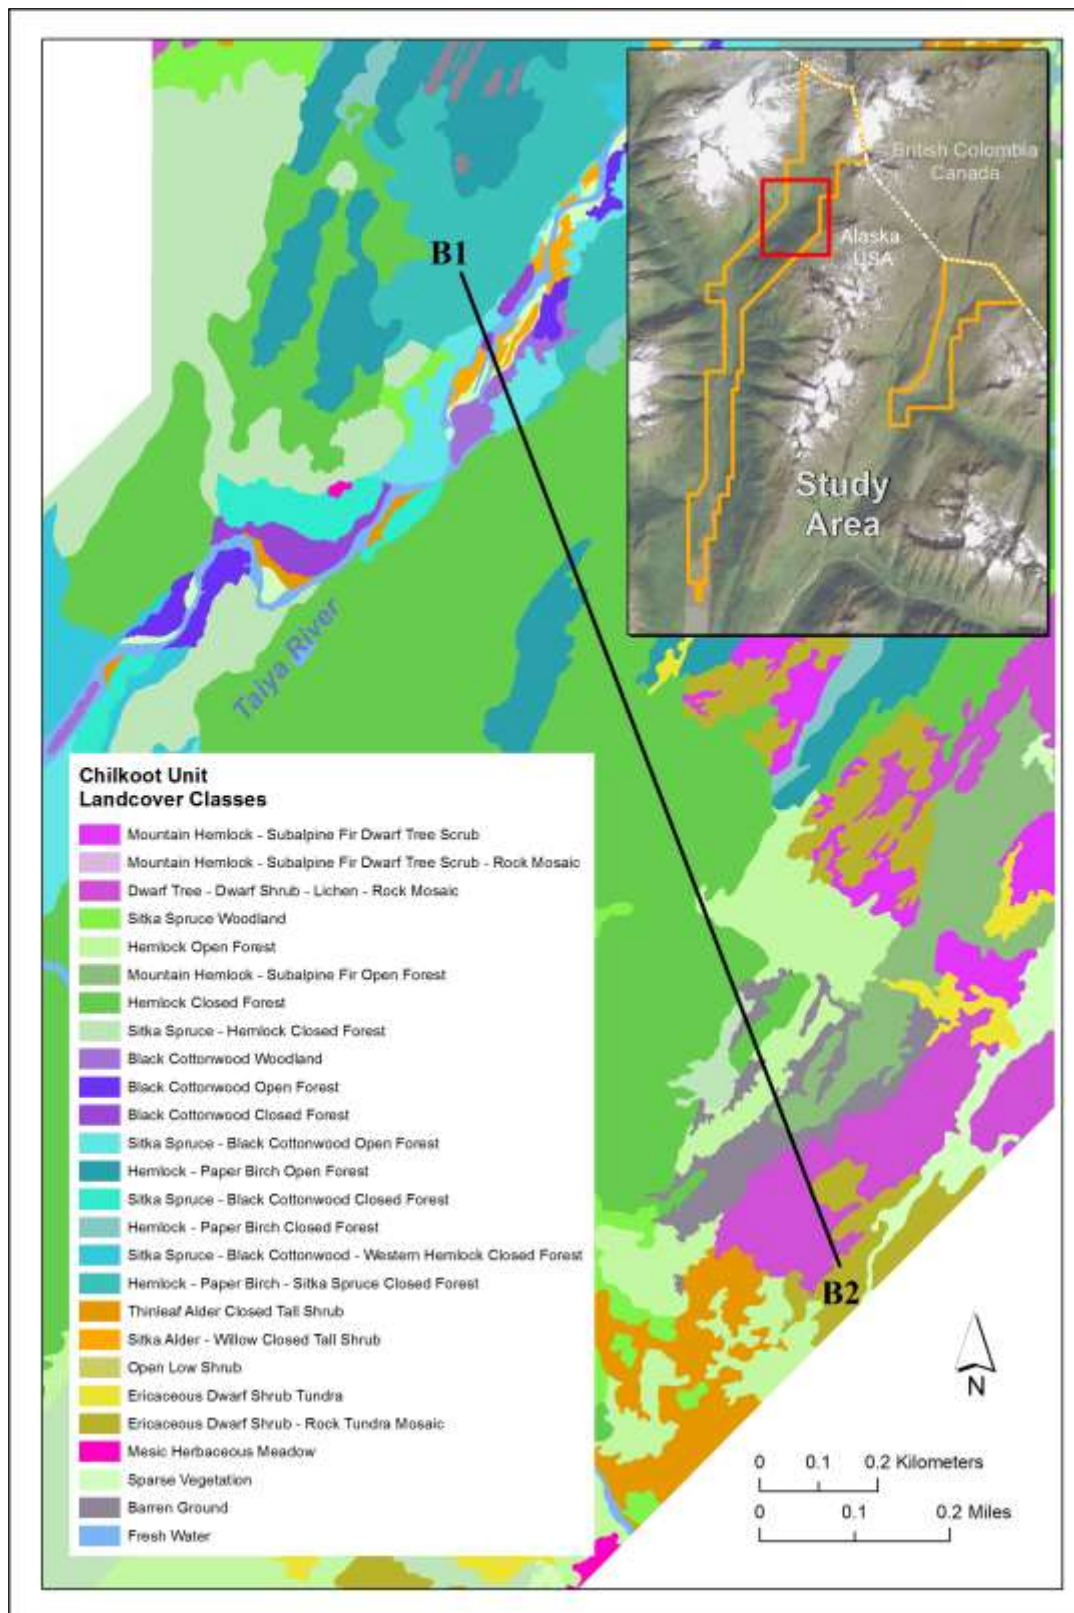 British Colombia
Canada
Alaska
USA
Study
Area
B1
Taiya River
Chilkoot Unit
Landcover Classes
Mountain Hemlock - Subalpine Fir Dwarf Tree Scrub
Mountain Hemlock - Subalpine Fir Dwarf Tree Scrub - Rock Mosaic
Dwarf Tree - Dwarf Shrub - Lichen - Rock Mosaic
Sitka Spruce Woodland
Hemlock Open Forest
Mountain Hemlock - Subalpine Fir Open Forest
Hemlock Closed Forest
Sitka Spruce - Hemlock Closed Forest
Black Cottonwood Woodland
Black Cottonwood Open Forest
Black Cottonwood Closed Forest
Sitka Spruce - Black Cottonwood Open Forest
Hemlock - Paper Birch Open Forest
Sitka Spruce - Black Cottonwood Closed Forest
Hemlock - Paper Birch Closed Forest
Sitka Spruce - Black Cottonwood - Western Hemlock Closed Forest
Hemlock - Paper Birch - Sitka Spruce Closed Forest
Thinleaf Alder Closed Tall Shrub
Sitka Alder - Willow Closed Tall Shrub
Open Low Shrub
Ericaceous Dwarf Shrub Tundra
Ericaceous Dwarf Shrub - Rock Tundra Mosaic
Mesic Herbaceous Meadow
Sparse Vegetation
Barren Ground
Fresh Water
B2
N
0 0.1 0.2 Kilometers
0 0.1 0.2 Miles